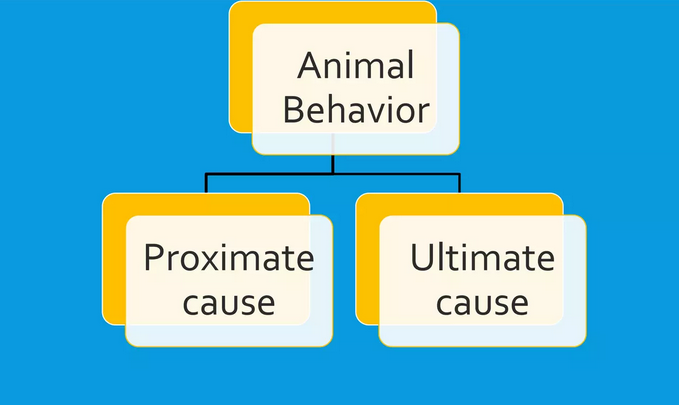 Animal
Behavior
Proximate
cause
Ultimate
cause